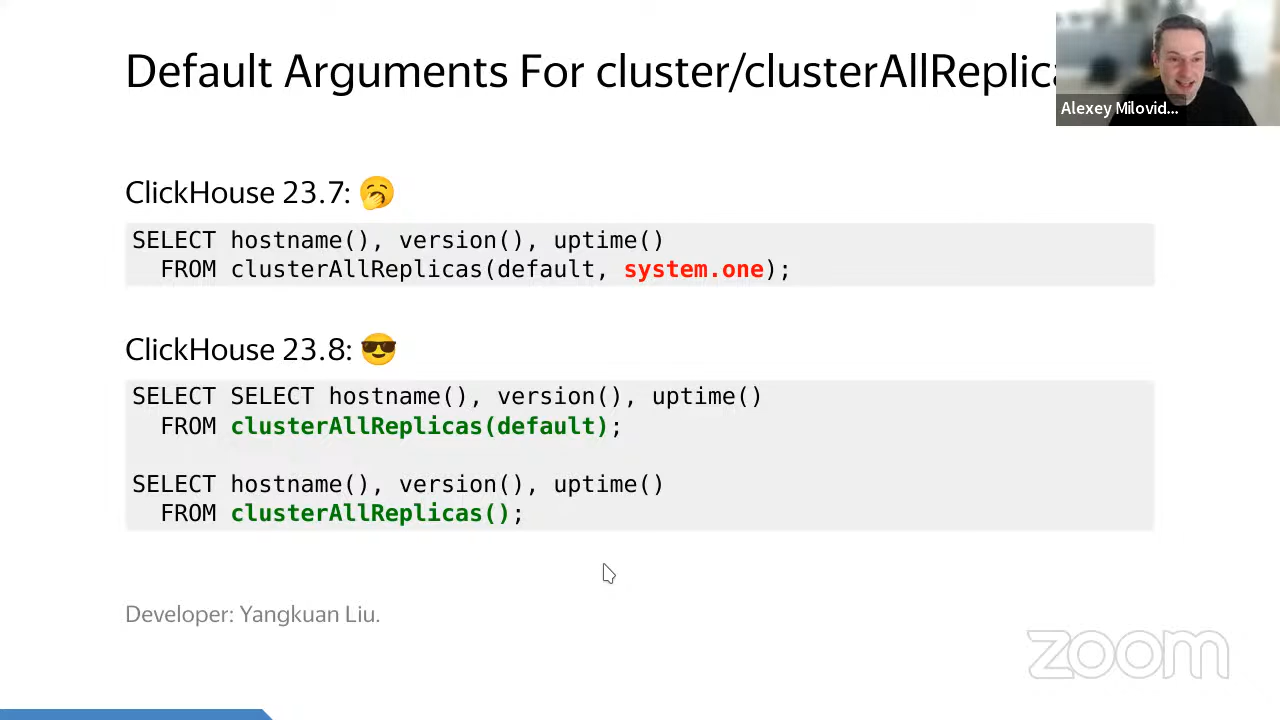 Default Arguments For cluster/clusterAllReplica
Alexey Milovid...
ClickHouse 23.7: 🥱
SELECT hostname(), version(), uptime()
FROM clusterAllReplicas(default, system.one);
ClickHouse 23.8: 😎
SELECT SELECT hostname(), version(), uptime()
FROM clusterAllReplicas(default);
SELECT hostname(), version(), uptime()
FROM clusterAllReplicas();
Developer: Yangkuan Liu.
zoom